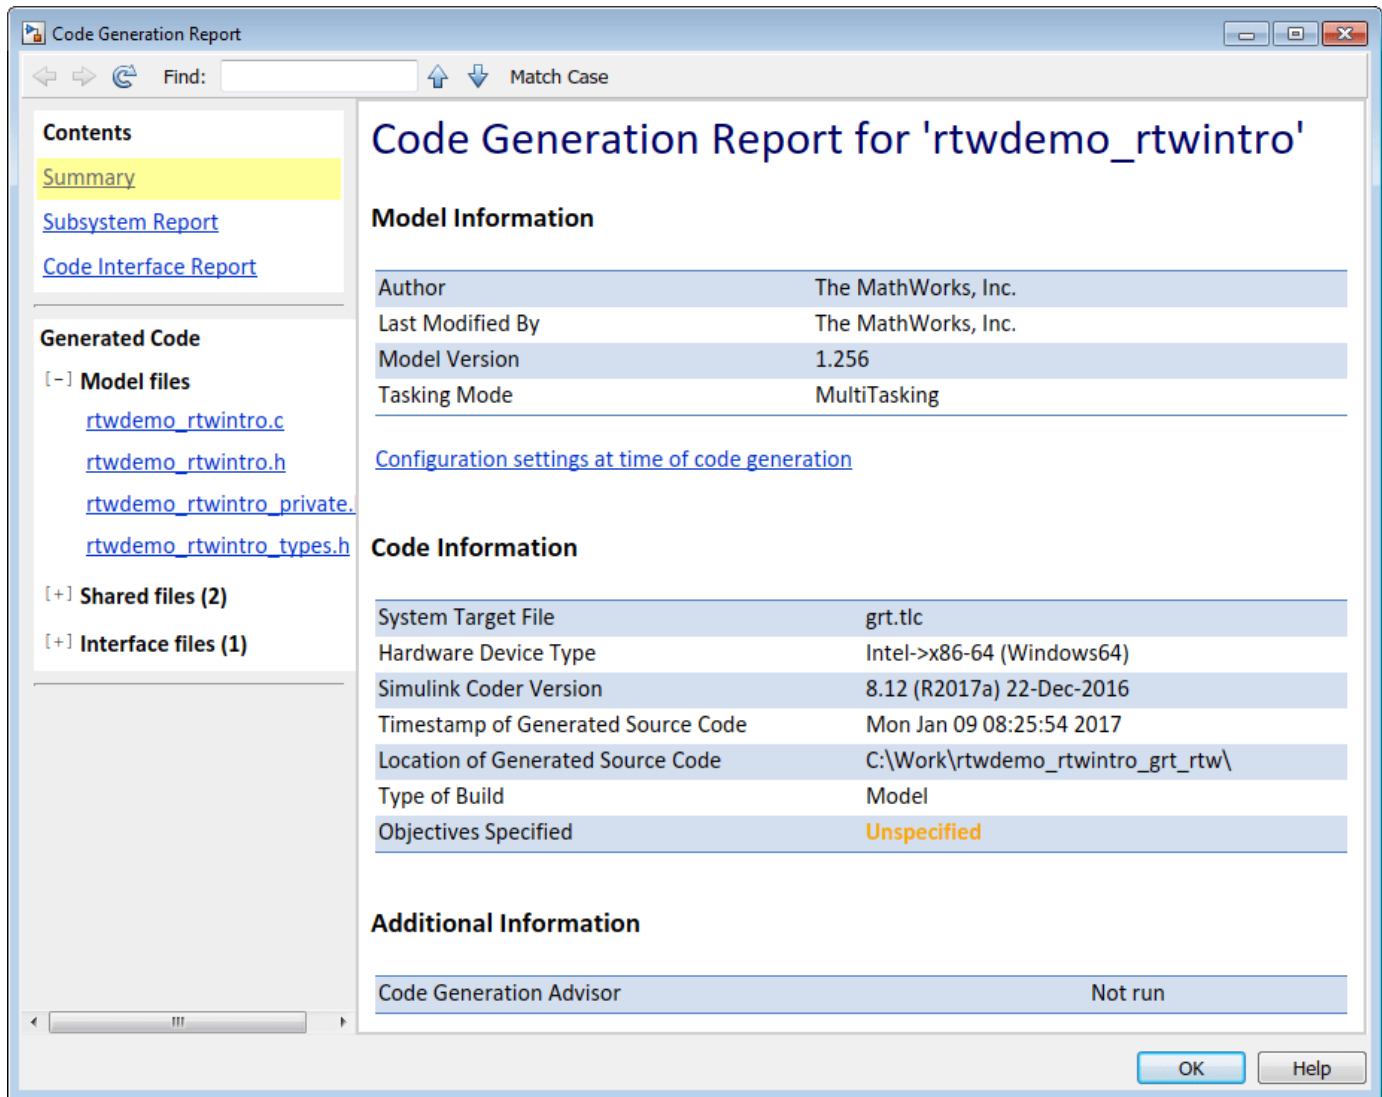 Code Generation Report
Find:
Match Case
Contents
Summary
Subsystem Report
Code Interface Report
Generated Code
[-] Model files
rtwdemo_rtwintro.c
rtwdemo_rtwintro.h
rtwdemo_rtwintro_private.
rtwdemo_rtwintro_types.h
[+] Shared files (2)
[+] Interface files (1)
Code Generation Report for 'rtwdemo_rtwintro'
Model Information
Author The MathWorks, Inc.
Last Modified By The MathWorks, Inc.
Model Version 1.256
Tasking Mode MultiTasking
Configuration settings at time of code generation
Code Information
System Target File grt.tlc
Hardware Device Type Intel->x86-64 (Windows64)
Simulink Coder Version 8.12 (R2017a) 22-Dec-2016
Timestamp of Generated Source Code Mon Jan 09 08:25:54 2017
Location of Generated Source Code C:\Work\rtwdemo_rtwintro_grt_rtw\
Type of Build Model
Objectives Specified Unspecified
Additional Information
Code Generation Advisor Not run
OK
Help